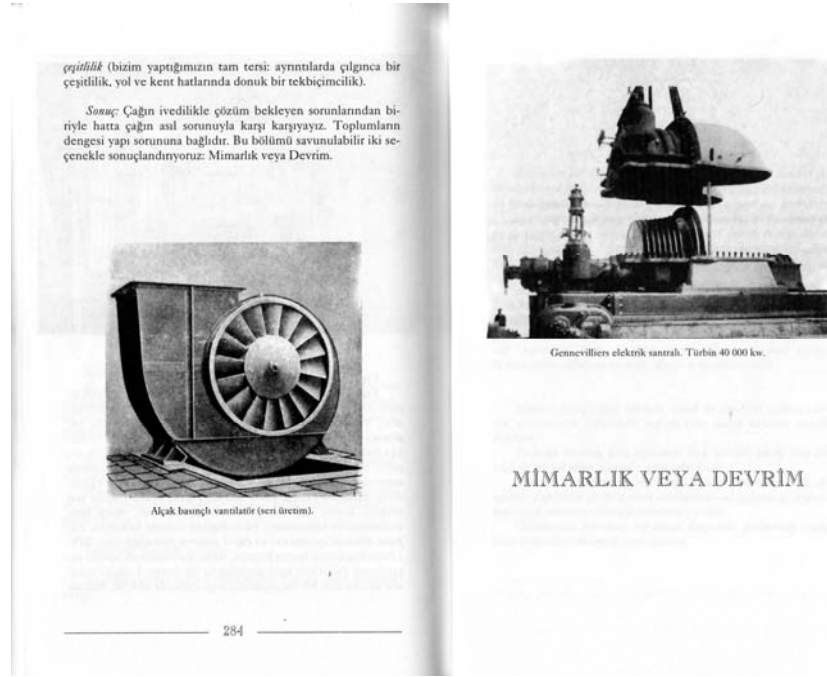 çeşitlilik (bizim yaptığımızın tam tersi: ayrıntılarda çılgınca bir
çeşitlilik, yol ve kent hatlarında donuk bir tekbiçimcilik).
Sonuç: Çağın ivedilikle çözüm bekleyen sorunlarından bi-
riyle hatta çağın asıl sorunuyla karşı karşıyayız. Toplumların
dengesi yapı sorununa bağlıdır. Bu bölümü savunulabilir iki se-
çenekle sonuçlandırıyoruz: Mimarlık veya Devrim.
Alçak basınçlı vantilatör (seri üretim).
284
Gennevilliers elektrik santralı. Türbin 40 000 kw.
MİMARLIK VEYA DEVRİM